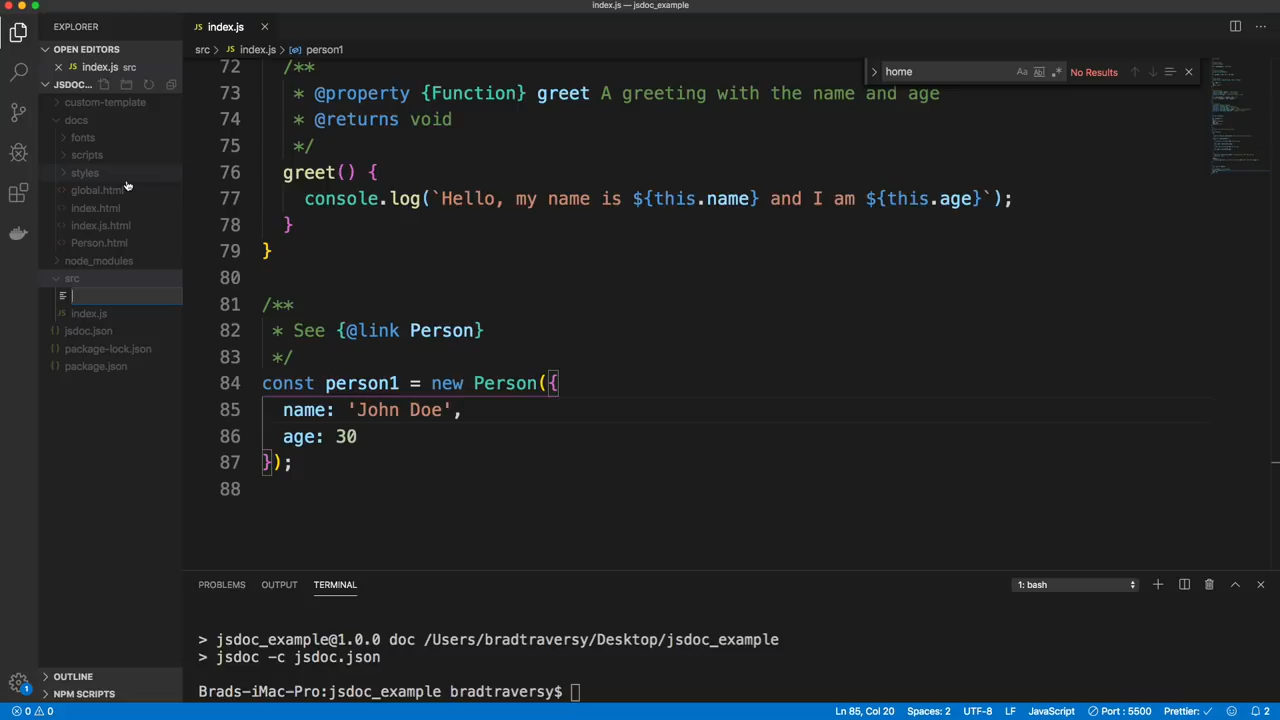 index.js — jsdoc_example
EXPLORER
OPEN EDITORS
index.js src
JSDOC...
custom-template
docs
fonts
scripts
styles
global.html
index.html
index.js.html
Person.html
node_modules
src
index.js
jsdoc.json
package-lock.json
package.json
OUTLINE
NPM SCRIPTS
JS index.js
src > JS index.js > person1
home
Aa
No Results
72 /**
73 * @property {Function} greet A greeting with the name and age
74 * @returns void
75 */
76 greet() {
77 console.log(`Hello, my name is ${this.name} and I am ${this.age}`);
78 }
79 }
80
81 /**
82 * See {@link Person}
83 */
84 const person1 = new Person({
85 name: 'John Doe',
86 age: 30
87 });
88
PROBLEMS OUTPUT TERMINAL
1: bash
> jsdoc_example@1.0.0 doc /Users/bradtraversy/Desktop/jsdoc_example
> jsdoc -c jsdoc.json
Brads-iMac-Pro:jsdoc_example bradtraversy$
1
0 0
Ln 85, Col 20 Spaces: 2 UTF-8 LF JavaScript Port : 5500 Prettier: ✓ 2